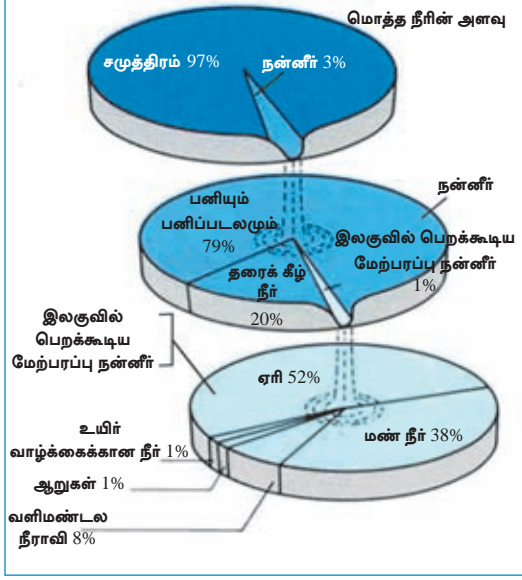 மொத்த நீரின் அளவு
சமுத்திரம் 97%
நன்னீர் 3%
நன்னீர்
பனியும்
பனிப்படலமும்
79%
இலகுவில் பெறக்கூடிய
மேற்பரப்பு நன்னீர்
1%
தரைக் கீழ்
நீர்
20%
இலகுவில்
பெறக்கூடிய
மேற்பரப்பு நன்னீர்
ஏரி 52%
மண் நீர் 38%
உயிர்
வாழ்க்கைக்கான நீர் 1%
ஆறுகள் 1%
வளிமண்டல
நீராவி 8%